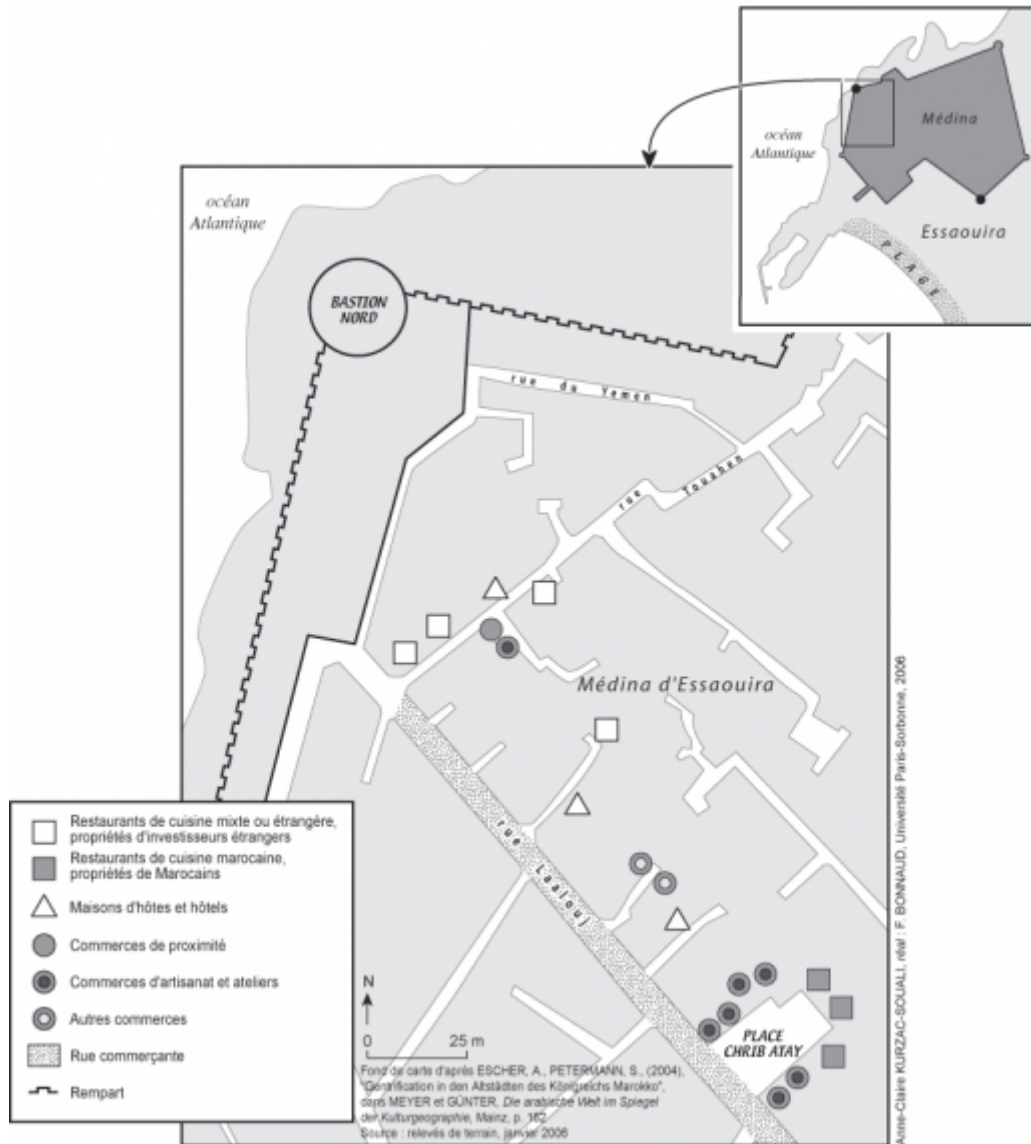 océan
Atlantique
Médina
Essaouira
PLAGE
océan
Atlantique
BASTION
NORD
rue du Yemen
rue Touahen
Médina d'Essaouira
rue Laalouj
PLACE
CHRIB ATAY
Restaurants de cuisine mixte ou étrangère,
propriétés d'investisseurs étrangers
Restaurants de cuisine marocaine,
propriétés de Marocains
Maisons d'hôtes et hôtels
Commerces de proximité
Commerces d'artisanat et ateliers
Autres commerces
Rue commerçante
Rempart
N
0 25 m
Fond de carte d'après ESCHER, A., PETERMANN, S., (2004),
"Gentrification in den Altstädten des Königreichs Marokko",
dans MEYER et GÜNTER, Die arabische Welt im Spiegel
der Kulturgeographie, Mainz, p. 162
Source : relevés de terrain, janvier 2006
Anne-Claire KURZAC-SOUALI, réal : F. BONNAUD, Université Paris-Sorbonne, 2006